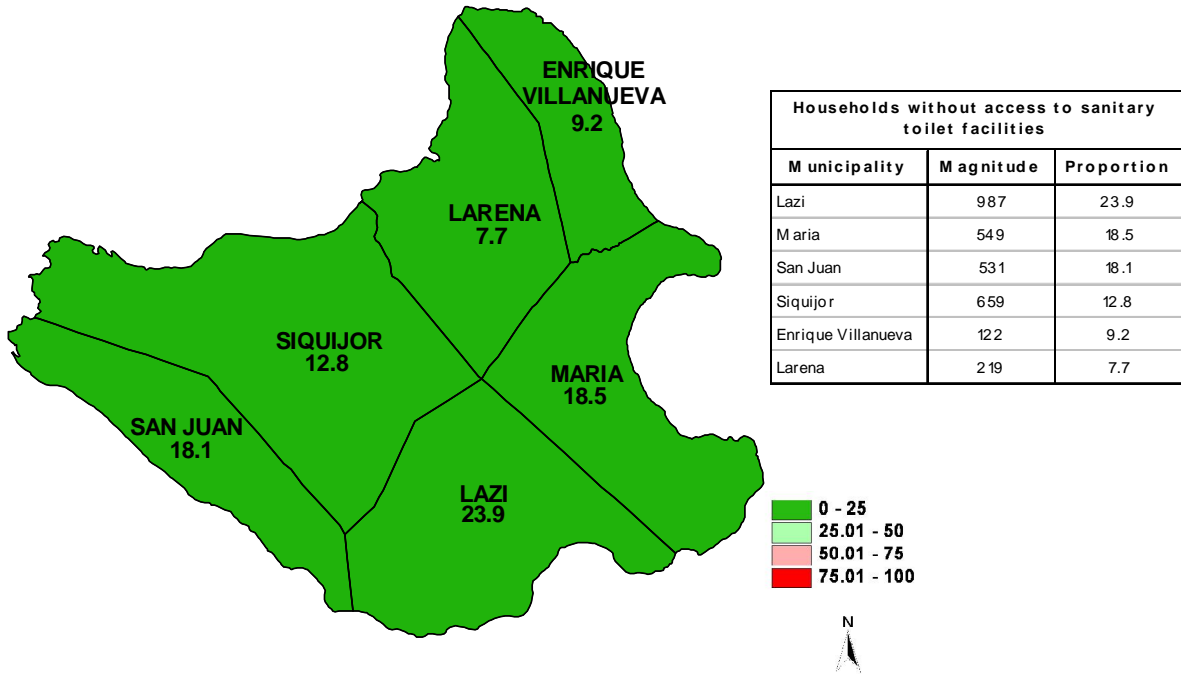 ENRIQUE
VILLANUEVA
9.2
LARENA
7.7
SIQUIJOR
12.8
MARIA
18.5
SAN JUAN
18.1
LAZI
23.9
Households without access to sanitary
toilet facilities
Municipality Magnitude Proportion
Lazi 987 23.9
Maria 549 18.5
San Juan 531 18.1
Siquijor 659 12.8
Enrique Villanueva 122 9.2
Larena 219 7.7
0 - 25
25.01 - 50
50.01 - 75
75.01 - 100
N